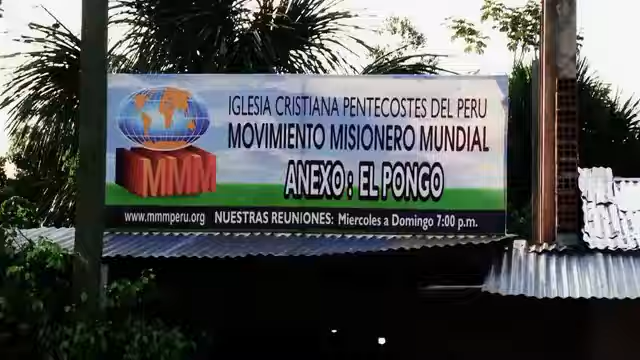 IGLESIA CRISTIANA PENTECOSTES DEL PERU
MOVIMIENTO MISIONERO MUNDIAL
MMM
ANEXO : EL PONGO
www.mmmperu.org NUESTRAS REUNIONES: Miercoles a Domingo 7:00 p.m.